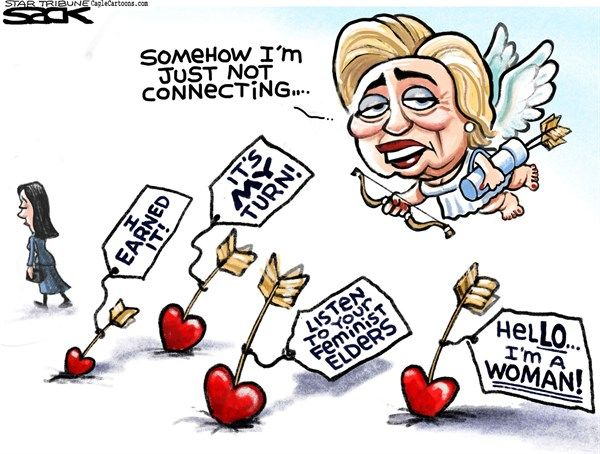 STAR TRIBUNE CagleCartoons.com
SACK
SOMEHOW I'M
JUST NOT
CONNECTING....
I
EARNED
IT!
IT'S
MY
TURN!
LISTEN
TO YOUR
FEMINIST
ELDERS
HELLO...
I'M A
WOMAN!